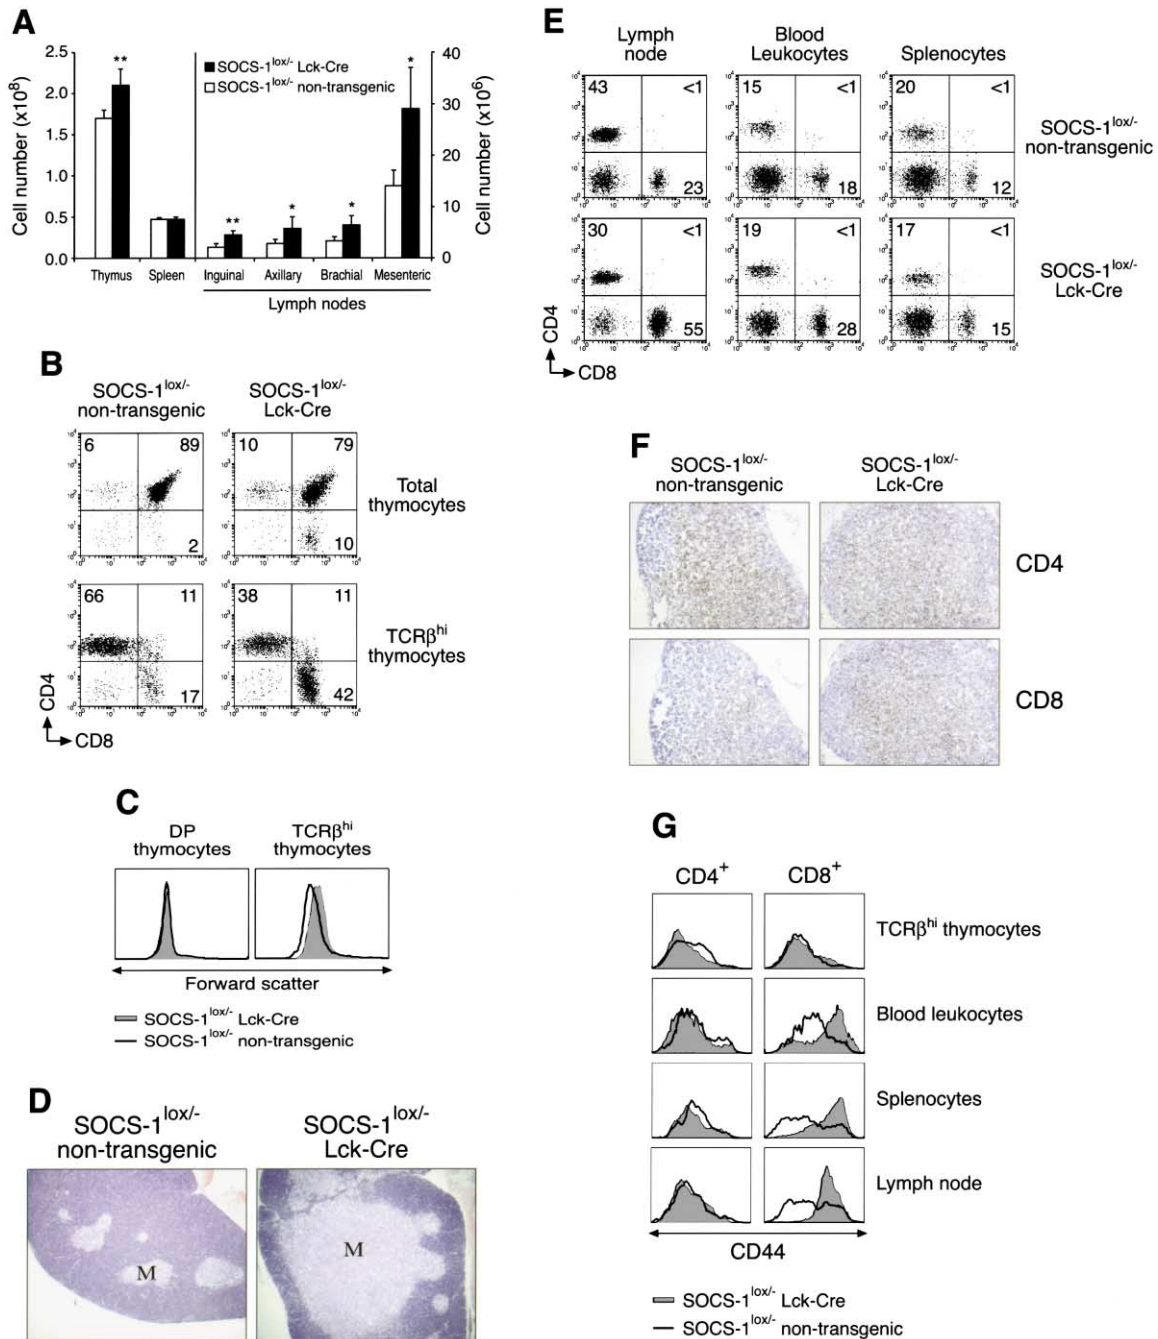 A
2.5
2.0
1.5
1.0
0.5
0.0
Cell number (x10⁸)
40
30
20
10
0
Cell number (x10⁶)
SOCS-1lox/- Lck-Cre
SOCS-1lox/- non-transgenic
** ** * * *
Thymus Spleen Inguinal Axillary Brachial Mesenteric
Lymph nodes
B
SOCS-1lox/-
non-transgenic
SOCS-1lox/-
Lck-Cre
6 89 10 79
2 10
Total
thymocytes
66 11 38 11
17 42
TCRβhi
thymocytes
CD4
CD8
C
DP
thymocytes
TCRβhi
thymocytes
Forward scatter
SOCS-1lox/- Lck-Cre
SOCS-1lox/- non-transgenic
D
SOCS-1lox/-
non-transgenic
SOCS-1lox/-
Lck-Cre
M M
E
Lymph
node
Blood
Leukocytes
Splenocytes
43 <1 15 <1 20 <1
23 18 12
SOCS-1lox/-
non-transgenic
30 <1 19 <1 17 <1
55 28 15
SOCS-1lox/-
Lck-Cre
CD4
CD8
F
SOCS-1lox/-
non-transgenic
SOCS-1lox/-
Lck-Cre
CD4
CD8
G
CD4+ CD8+
TCRβhi thymocytes
Blood leukocytes
Splenocytes
Lymph node
CD44
SOCS-1lox/- Lck-Cre
SOCS-1lox/- non-transgenic